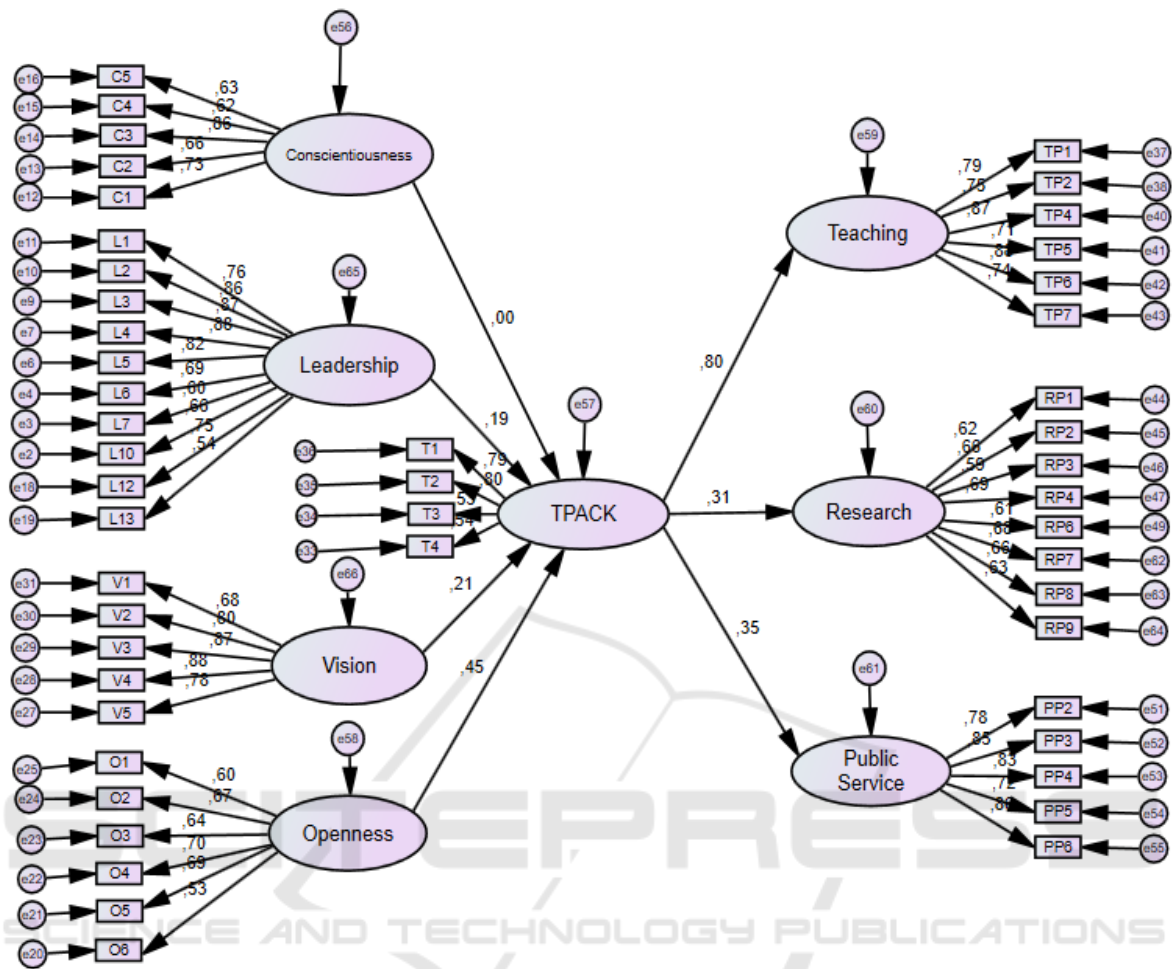 e56
e16 C5 ,63
e15 C4 ,62
e14 C3 ,86
e13 C2 ,66
e12 C1 ,73
Conscientiousness
e59
Teaching
,79 TP1 e37
TP2 e38
,87 TP4 e40
,71 TP5 e41
TP6 e42
,74 TP7 e43
e11 L1 ,76
e10 L2 ,86
e9 L3 ,87
e7 L4
e6 L5 ,82
e4 L6 ,69
e3 L7
e2 L10 ,66
e18 L12 ,75
e19 L13 ,54
e65
Leadership
,00
,80
,19
e57
e36 T1 ,79
e35 T2 ,80
e34 T3
e33 T4
TPACK
,31
e60
Research
,62 RP1 e44
RP2 e45
,59 RP3 e46
,69 RP4 e47
,61 RP6 e49
RP7 e62
,66 RP8 e63
,63 RP9 e64
e31 V1 ,68
e30 V2 ,80
e29 V3 ,87
e28 V4 ,88
e27 V5 ,78
e66
Vision
,21
,35
,45
e61
Public
Service
,78 PP2 e51
,85 PP3 e52
,83 PP4 e53
,72 PP5 e54
PP6 e55
e25 O1 ,60
e24 O2 ,67
e23 O3 ,64
e22 O4 ,70
e21 O5 ,69
e20 O6 ,53
e58
Openness
SCITEPRESS
SCIENCE AND TECHNOLOGY PUBLICATIONS